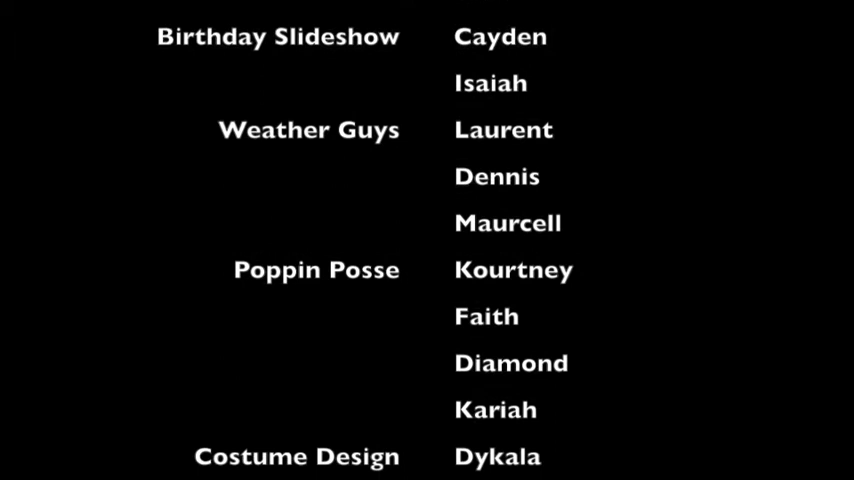 Birthday Slideshow Cayden
Isaiah
Weather Guys Laurent
Dennis
Maurcell
Poppin Posse Kourtney
Faith
Diamond
Kariah
Costume Design Dykala